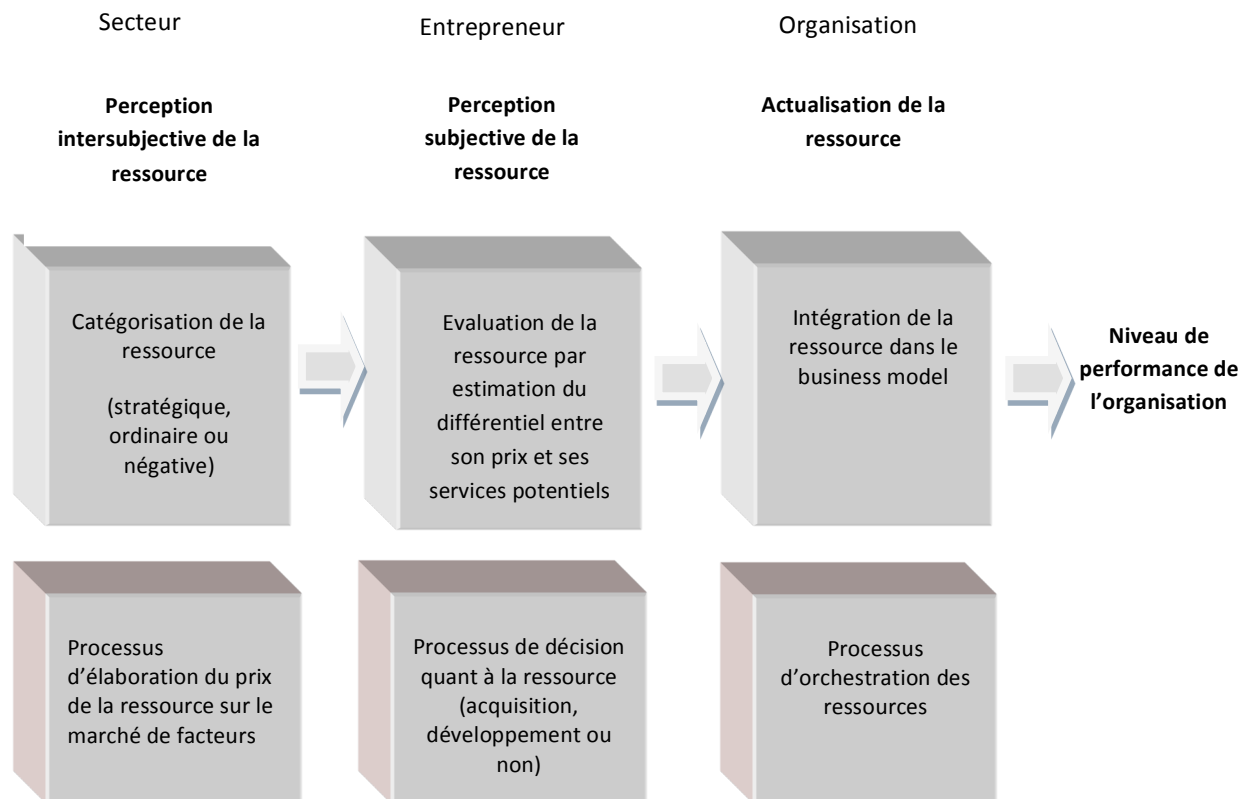 Secteur
Entrepreneur
Organisation
Perception
intersubjective de la
ressource
Perception
subjective de la
ressource
Actualisation de la
ressource
Catégorisation de la
ressource
(stratégique,
ordinaire ou
négative)
Evaluation de la
ressource par
estimation du
différentiel entre
son prix et ses
services potentiels
Intégration de la
ressource dans le
business model
Niveau de
performance de
l’organisation
Processus
d’élaboration du prix
de la ressource sur le
marché de facteurs
Processus de décision
quant à la ressource
(acquisition,
développement ou
non)
Processus
d’orchestration des
ressources